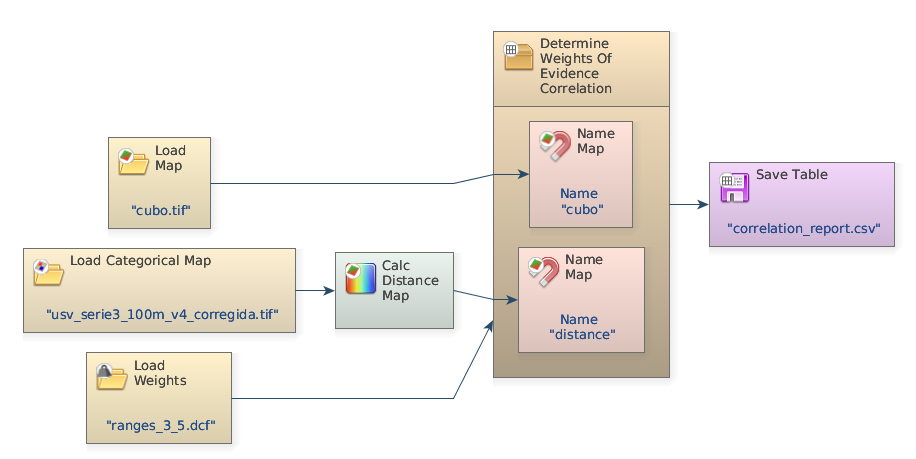 Determine
Weights Of
Evidence
Correlation
Load
Map
"cubo.tif"
Name
Map
Name
"cubo"
Save Table
"correlation_report.csv"
Load Categorical Map
"usv_serie3_100m_v4_corregida.tif"
Calc
Distance
Map
Name
Map
Name
"distance"
Load
Weights
"ranges_3_5.dcf"